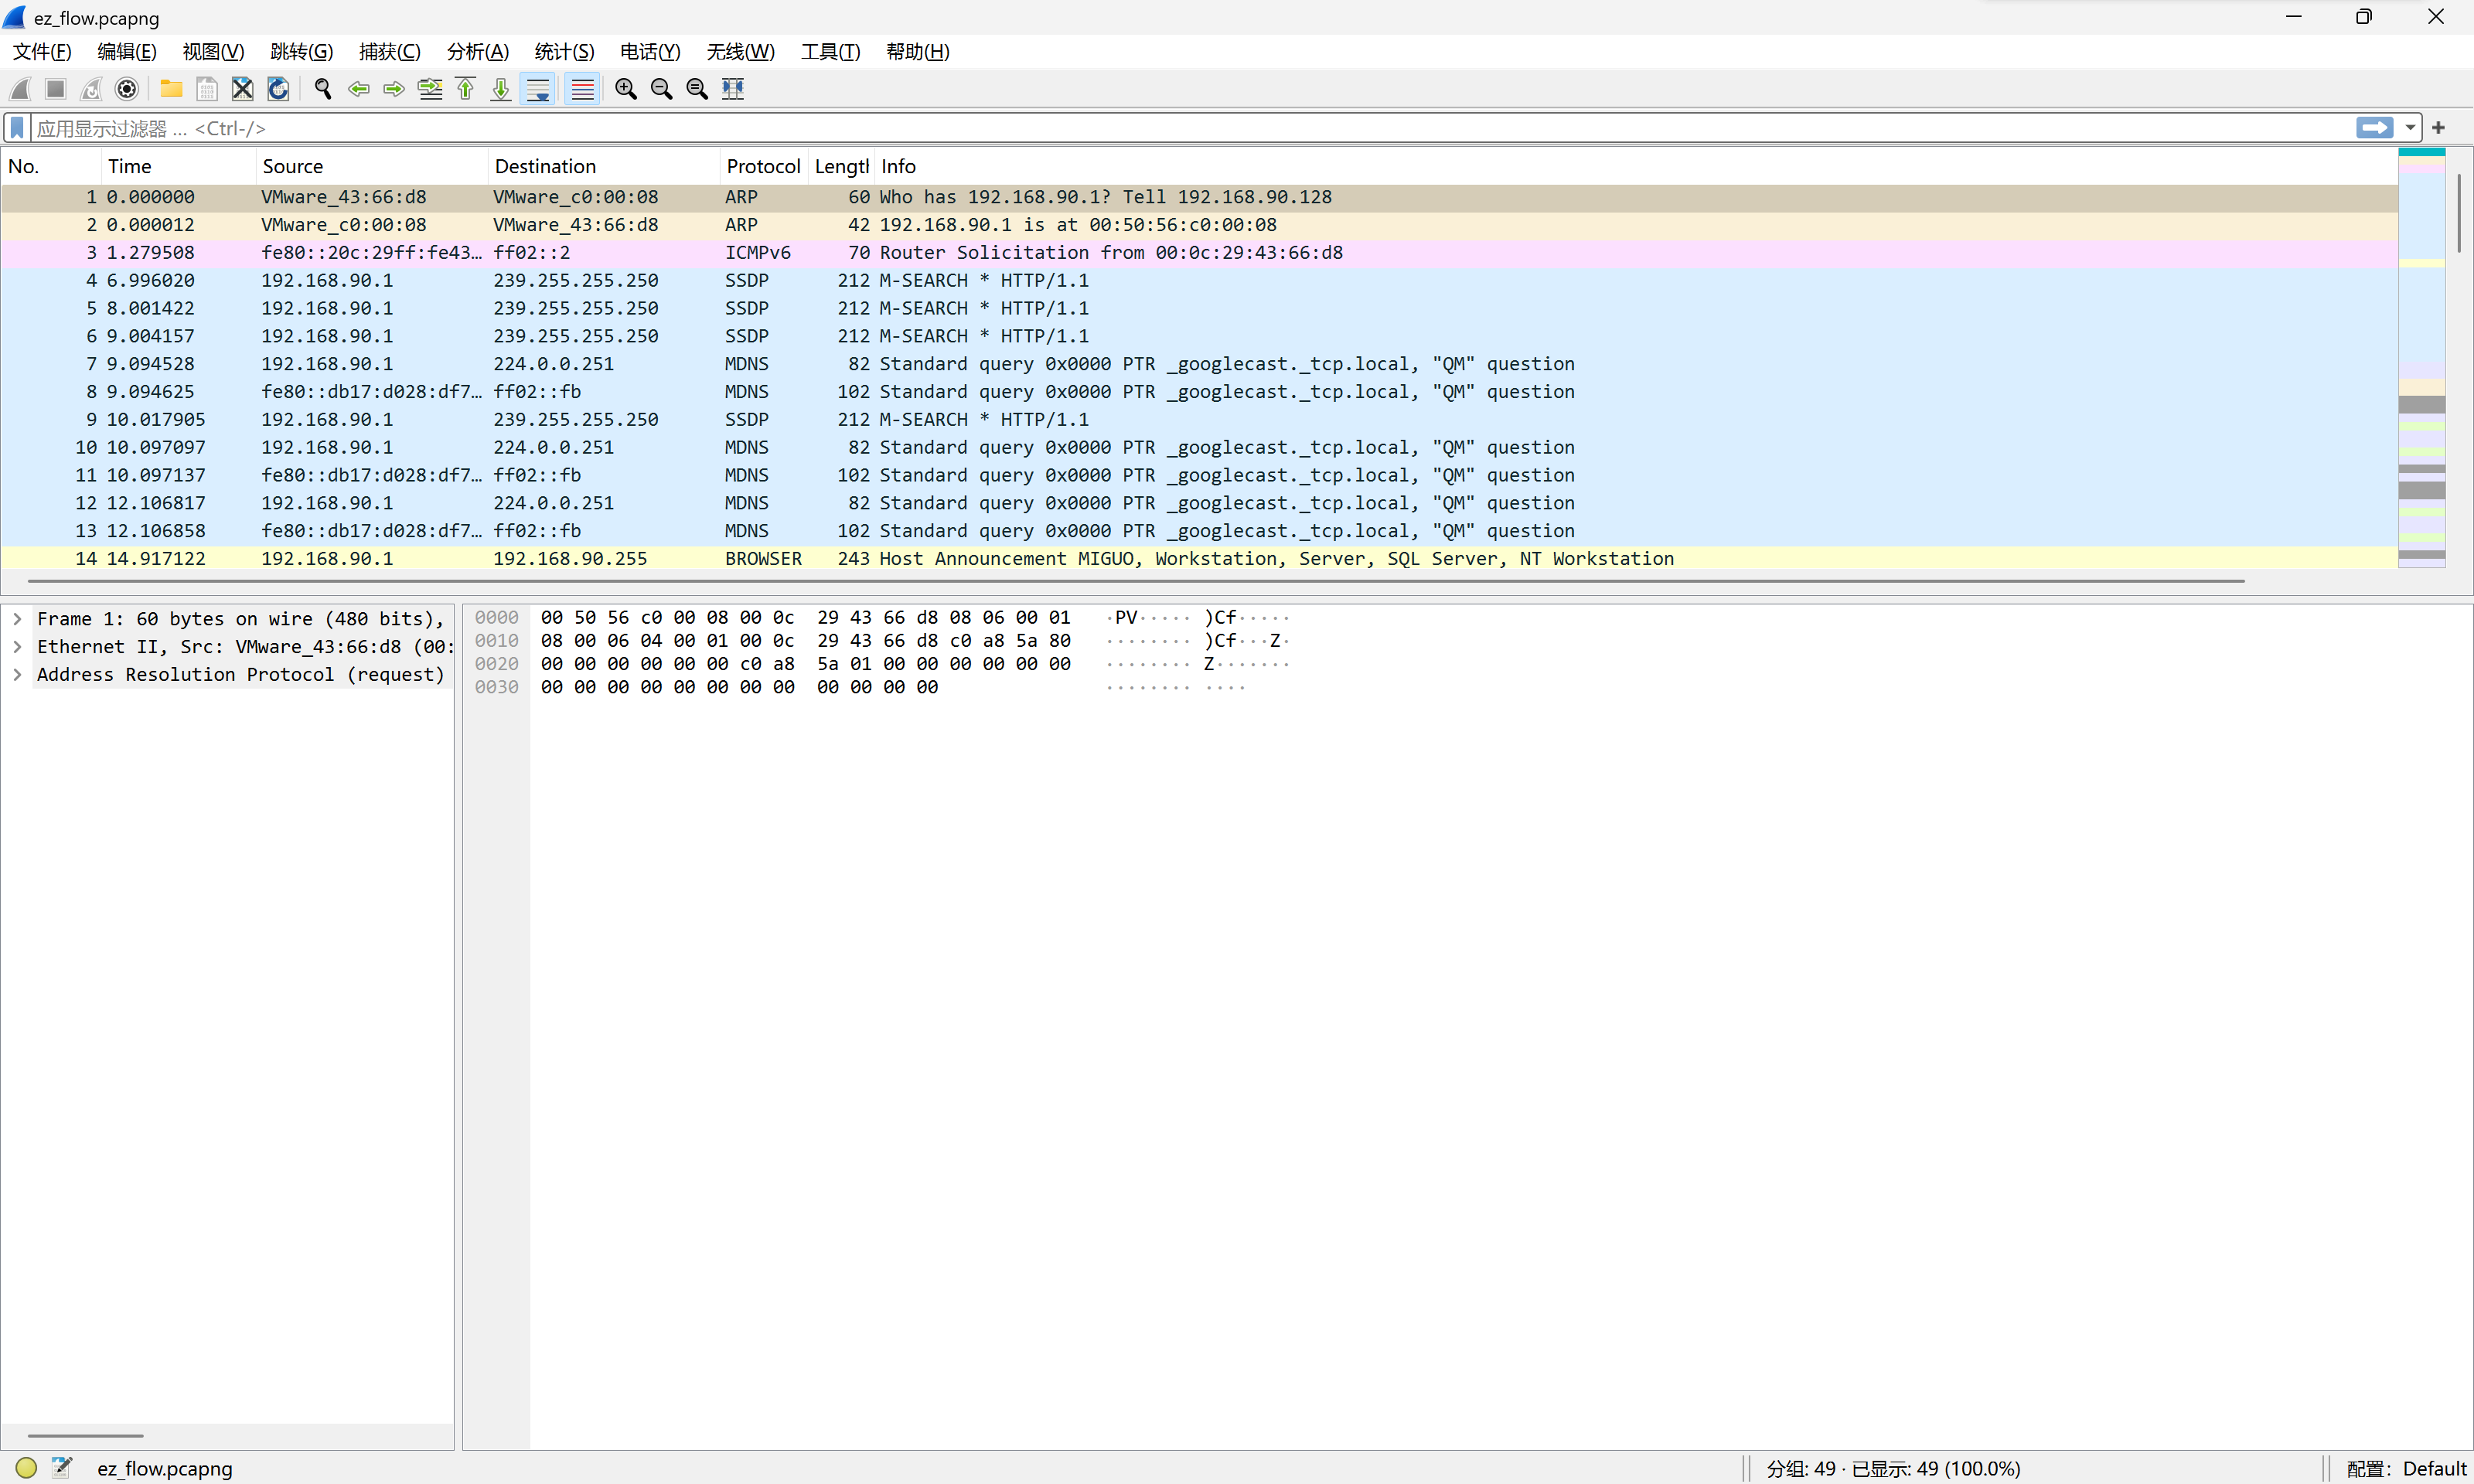 ez_flow.pcapng
文件(F) 编辑(E) 视图(V) 跳转(G) 捕获(C) 分析(A) 统计(S) 电话(Y) 无线(W) 工具(T) 帮助(H)
应用显示过滤器 … <Ctrl-/>
No. Time Source Destination Protocol Lengtl Info
1 0.000000 VMware_43:66:d8 VMware_c0:00:08 ARP 60 Who has 192.168.90.1? Tell 192.168.90.128
2 0.000012 VMware_c0:00:08 VMware_43:66:d8 ARP 42 192.168.90.1 is at 00:50:56:c0:00:08
3 1.279508 fe80::20c:29ff:fe43… ff02::2 ICMPv6 70 Router Solicitation from 00:0c:29:43:66:d8
4 6.996020 192.168.90.1 239.255.255.250 SSDP 212 M-SEARCH * HTTP/1.1
5 8.001422 192.168.90.1 239.255.255.250 SSDP 212 M-SEARCH * HTTP/1.1
6 9.004157 192.168.90.1 239.255.255.250 SSDP 212 M-SEARCH * HTTP/1.1
7 9.094528 192.168.90.1 224.0.0.251 MDNS 82 Standard query 0x0000 PTR _googlecast._tcp.local, "QM" question
8 9.094625 fe80::db17:d028:df7… ff02::fb MDNS 102 Standard query 0x0000 PTR _googlecast._tcp.local, "QM" question
9 10.017905 192.168.90.1 239.255.255.250 SSDP 212 M-SEARCH * HTTP/1.1
10 10.097097 192.168.90.1 224.0.0.251 MDNS 82 Standard query 0x0000 PTR _googlecast._tcp.local, "QM" question
11 10.097137 fe80::db17:d028:df7… ff02::fb MDNS 102 Standard query 0x0000 PTR _googlecast._tcp.local, "QM" question
12 12.106817 192.168.90.1 224.0.0.251 MDNS 82 Standard query 0x0000 PTR _googlecast._tcp.local, "QM" question
13 12.106858 fe80::db17:d028:df7… ff02::fb MDNS 102 Standard query 0x0000 PTR _googlecast._tcp.local, "QM" question
14 14.917122 192.168.90.1 192.168.90.255 BROWSER 243 Host Announcement MIGUO, Workstation, Server, SQL Server, NT Workstation
Frame 1: 60 bytes on wire (480 bits),
Ethernet II, Src: VMware_43:66:d8 (00:
Address Resolution Protocol (request)
0000 00 50 56 c0 00 08 00 0c 29 43 66 d8 08 06 00 01 ·PV····· )Cf·····
0010 08 00 06 04 00 01 00 0c 29 43 66 d8 c0 a8 5a 80 ········ )Cf···Z·
0020 00 00 00 00 00 00 c0 a8 5a 01 00 00 00 00 00 00 ········ Z·······
0030 00 00 00 00 00 00 00 00 00 00 00 00 ········ ····
ez_flow.pcapng 分组: 49 · 已显示: 49 (100.0%) 配置: Default